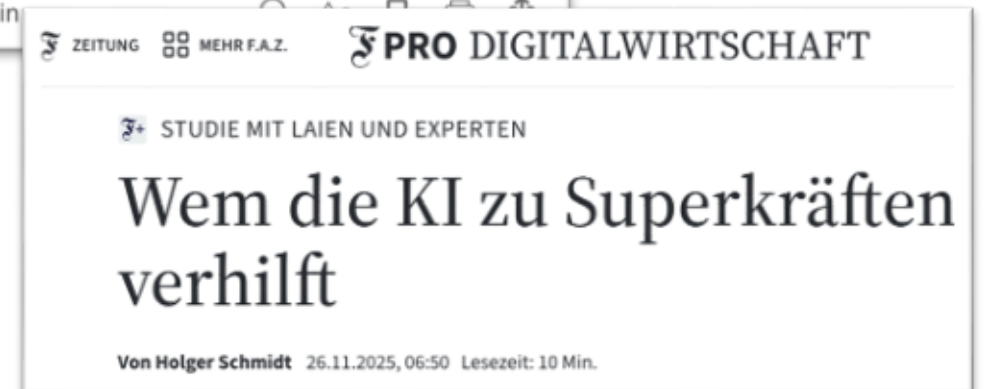 in
ZEITUNG MEHR F.A.Z. F PRO DIGITALWIRTSCHAFT
F+ STUDIE MIT LAIEN UND EXPERTEN
Wem die KI zu Superkräften
verhilft
Von Holger Schmidt 26.11.2025, 06:50 Lesezeit: 10 Min.